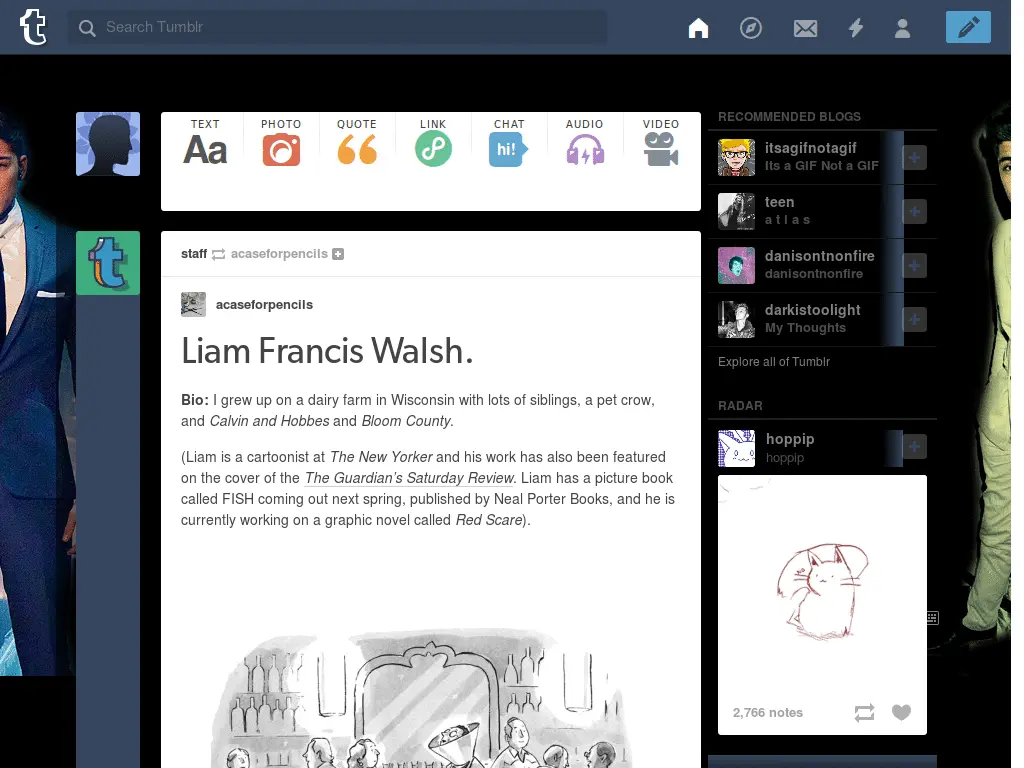 Search Tumblr
TEXT
PHOTO
QUOTE
LINK
CHAT
AUDIO
VIDEO
Aa
hi!
staff acaseforpencils
acaseforpencils
Liam Francis Walsh.
Bio: I grew up on a dairy farm in Wisconsin with lots of siblings, a pet crow,
and Calvin and Hobbes and Bloom County.
(Liam is a cartoonist at The New Yorker and his work has also been featured
on the cover of the The Guardian's Saturday Review. Liam has a picture book
called FISH coming out next spring, published by Neal Porter Books, and he is
currently working on a graphic novel called Red Scare).
RECOMMENDED BLOGS
itsagifnotagif
Its a GIF Not a GIF
teen
a t l a s
danisontnonfire
danisontnonfire
darkistoolight
My Thoughts
Explore all of Tumblr
RADAR
hoppip
hoppip
2,766 notes